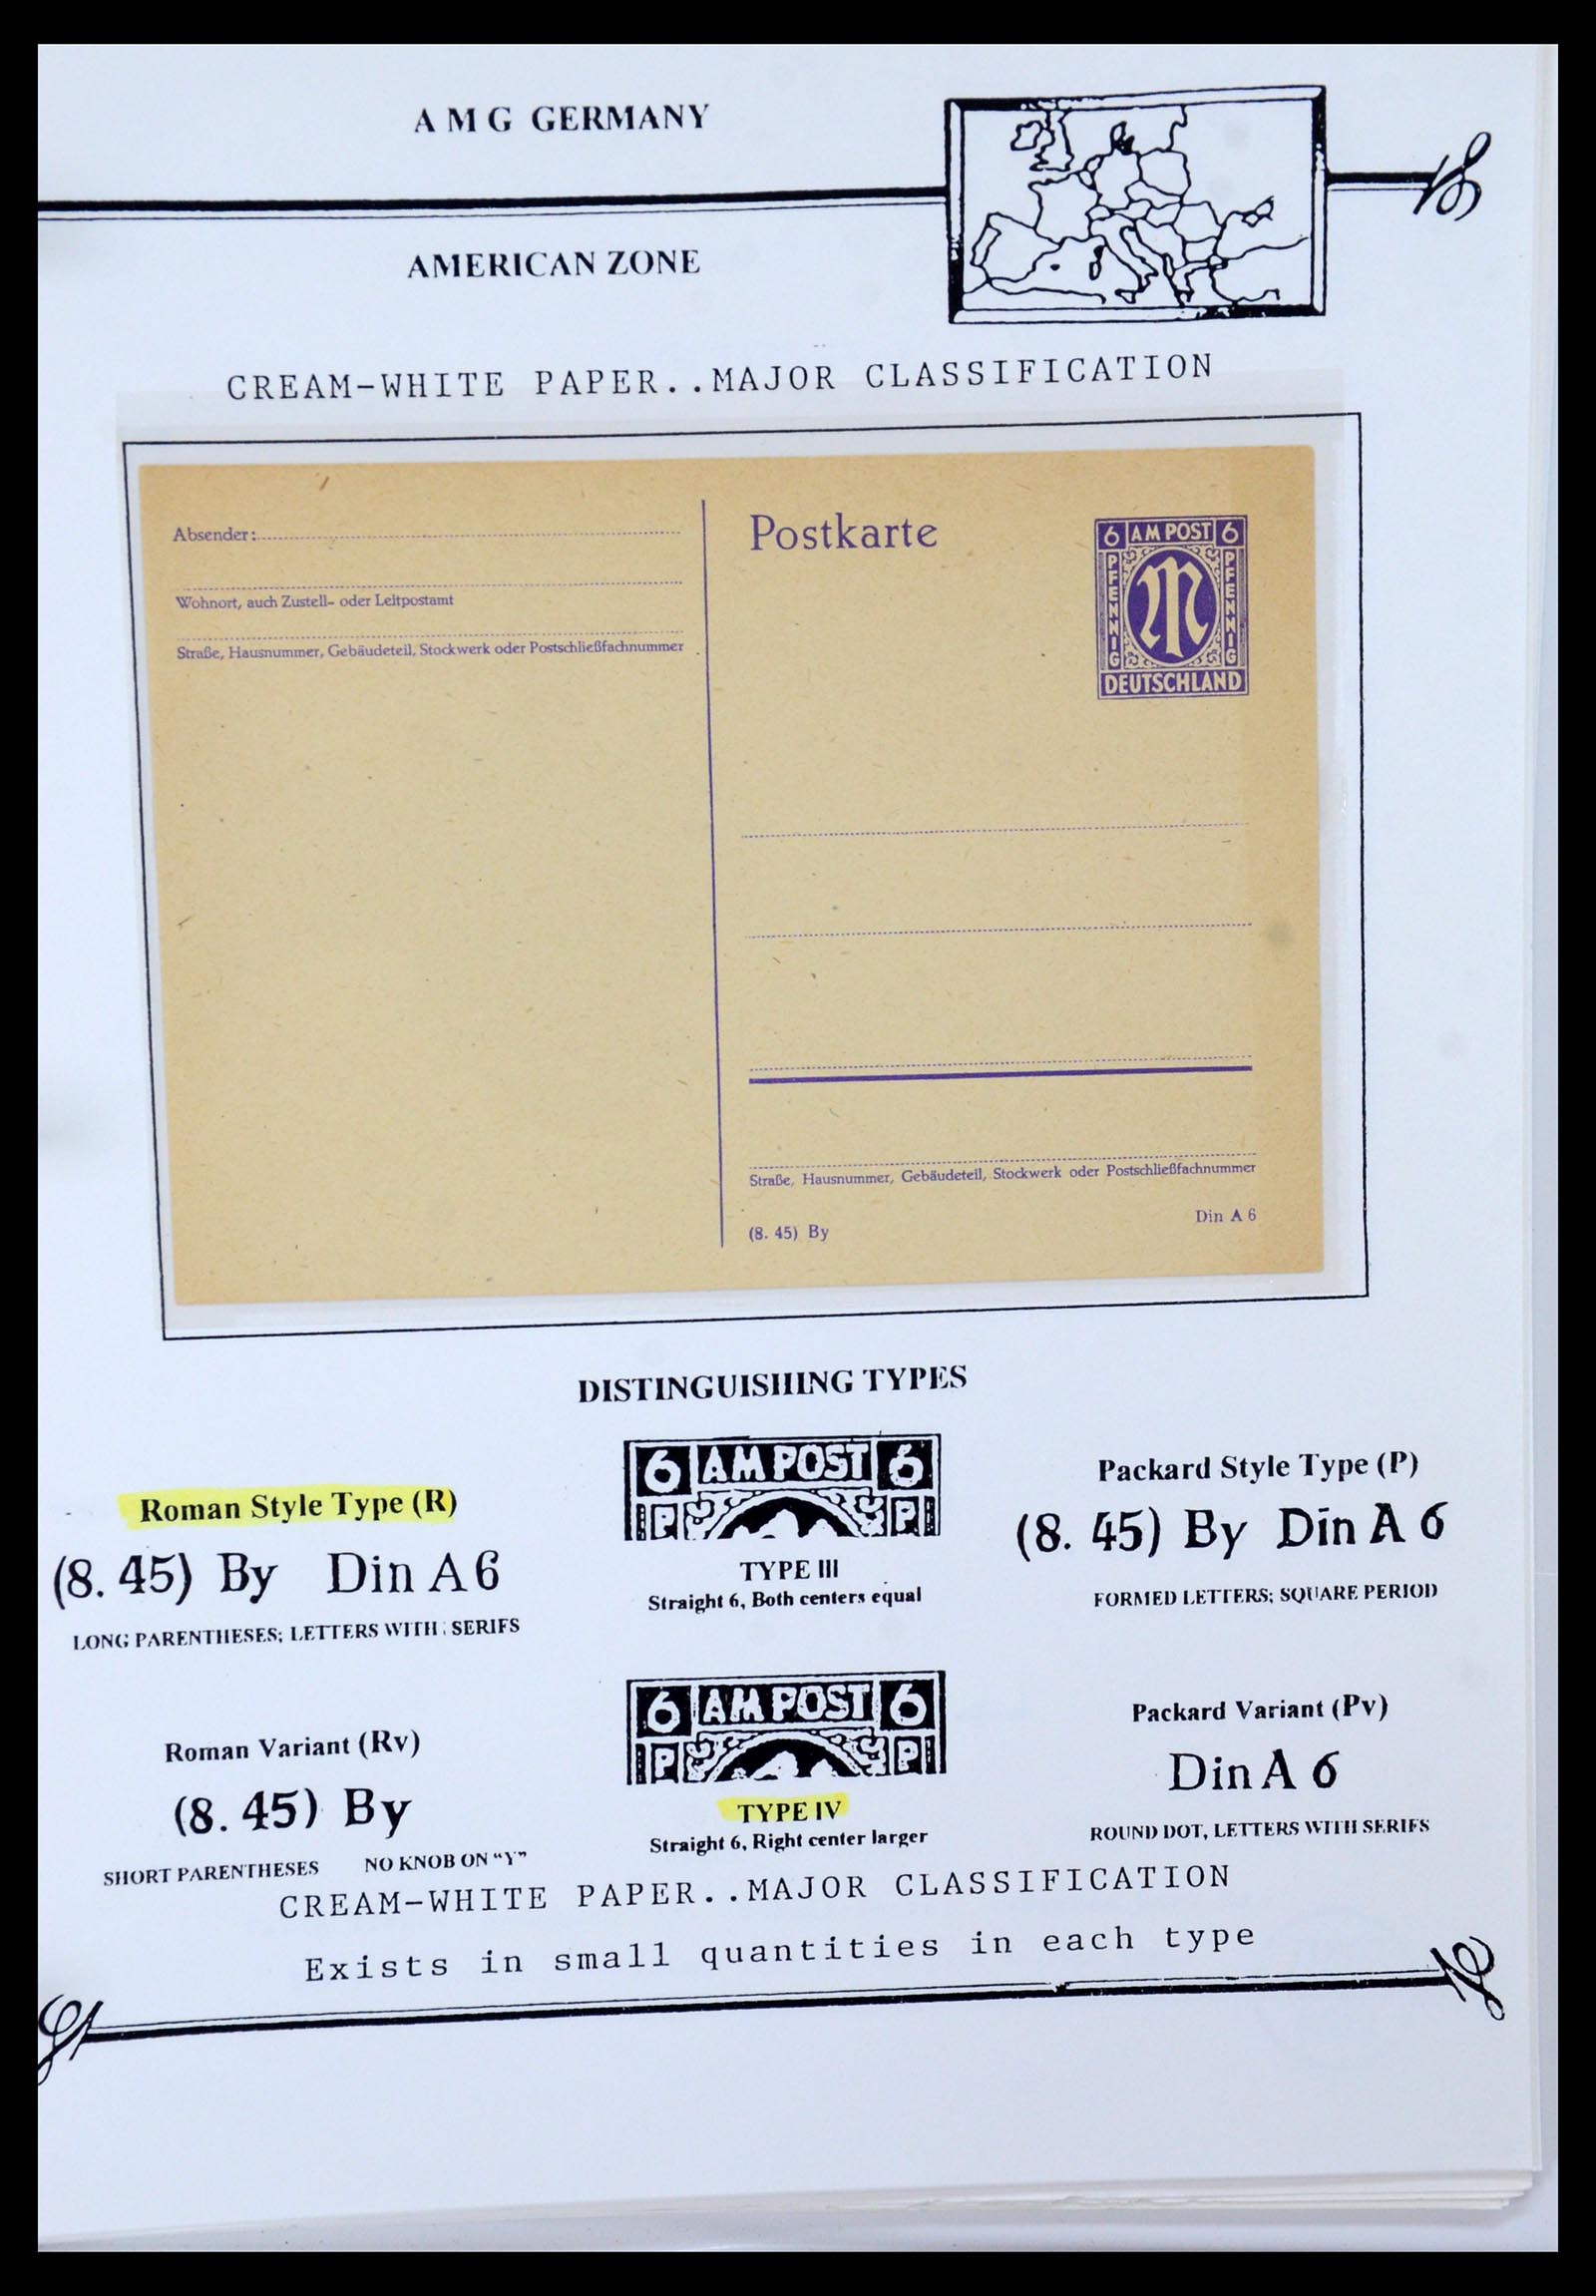 A M G GERMANY
AMERICAN ZONE
CREAM-WHITE PAPER..MAJOR CLASSIFICATION
Absender:
Wohnort, auch Zustell- oder Leitpostamt
Straße, Hausnummer, Gebäudeteil, Stockwerk oder Postschließfachnummer
Postkarte
6 AM POST 6
PFENNIG PFENNIG
M
DEUTSCHLAND
Straße, Hausnummer, Gebäudeteil, Stockwerk oder Postschließfachnummer
(8. 45) By Din A 6
DISTINGUISHING TYPES
Roman Style Type (R)
(8. 45) By Din A 6
LONG PARENTHESES; LETTERS WITH SERIFS
6 AM POST 6
P P
TYPE III
Straight 6, Both centers equal
Packard Style Type (P)
(8. 45) By Din A 6
FORMED LETTERS; SQUARE PERIOD
Roman Variant (Rv)
(8. 45) By
SHORT PARENTHESES NO KNOB ON “Y”
6 AM POST 6
P P
TYPE IV
Straight 6, Right center larger
Packard Variant (Pv)
Din A 6
ROUND DOT, LETTERS WITH SERIFS
CREAM-WHITE PAPER..MAJOR CLASSIFICATION
Exists in small quantities in each type